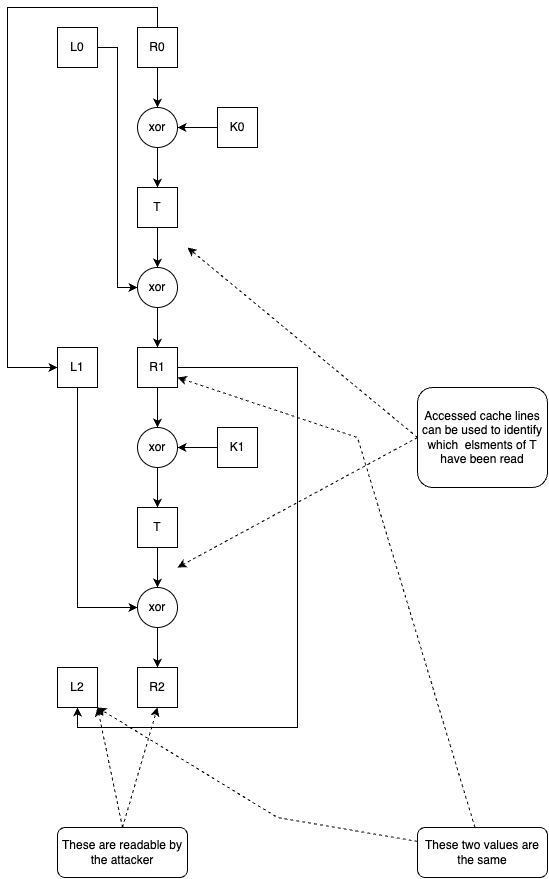 L0
R0
xor
K0
T
xor
L1
R1
Accessed cache lines
can be used to identify
which elsments of T
have been read
xor
K1
T
xor
L2
R2
These are readable by
the attacker
These two values are
the same